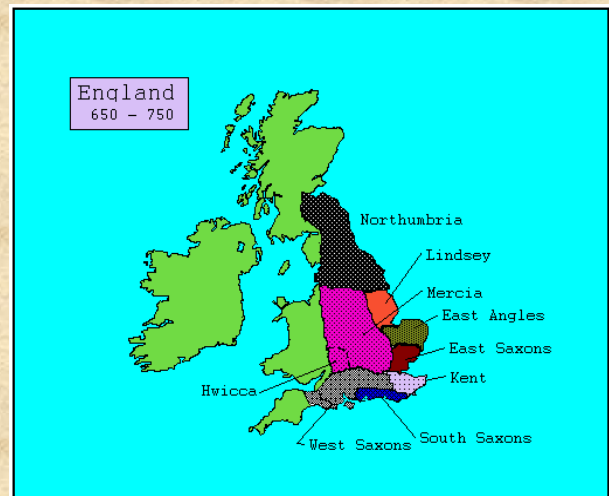 England
650 - 750
Northumbria
Lindsey
Mercia
East Angles
East Saxons
Kent
Hwicca
South Saxons
West Saxons